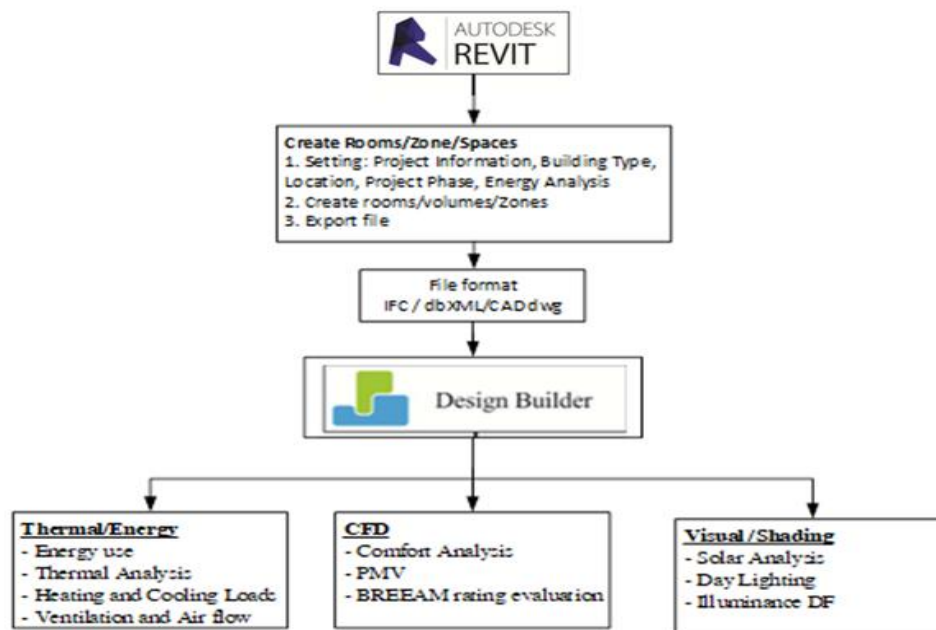 AUTODESK
REVIT
Create Rooms/Zone/Spaces
1. Setting: Project Information, Building Type,
Location, Project Phase, Energy Analysis
2. Create rooms/volumes/Zones
3. Export file
File format
IFC / dbXML/CAD dwg
Design Builder
Thermal/Energy
- Energy use
- Thermal Analysis
- Heating and Cooling Loads
- Ventilation and Air flow
CFD
- Comfort Analysis
- PMV
- BREEAM rating evaluation
Visual /Shading
- Solar Analysis
- Day Lighting
- Illuminance DF